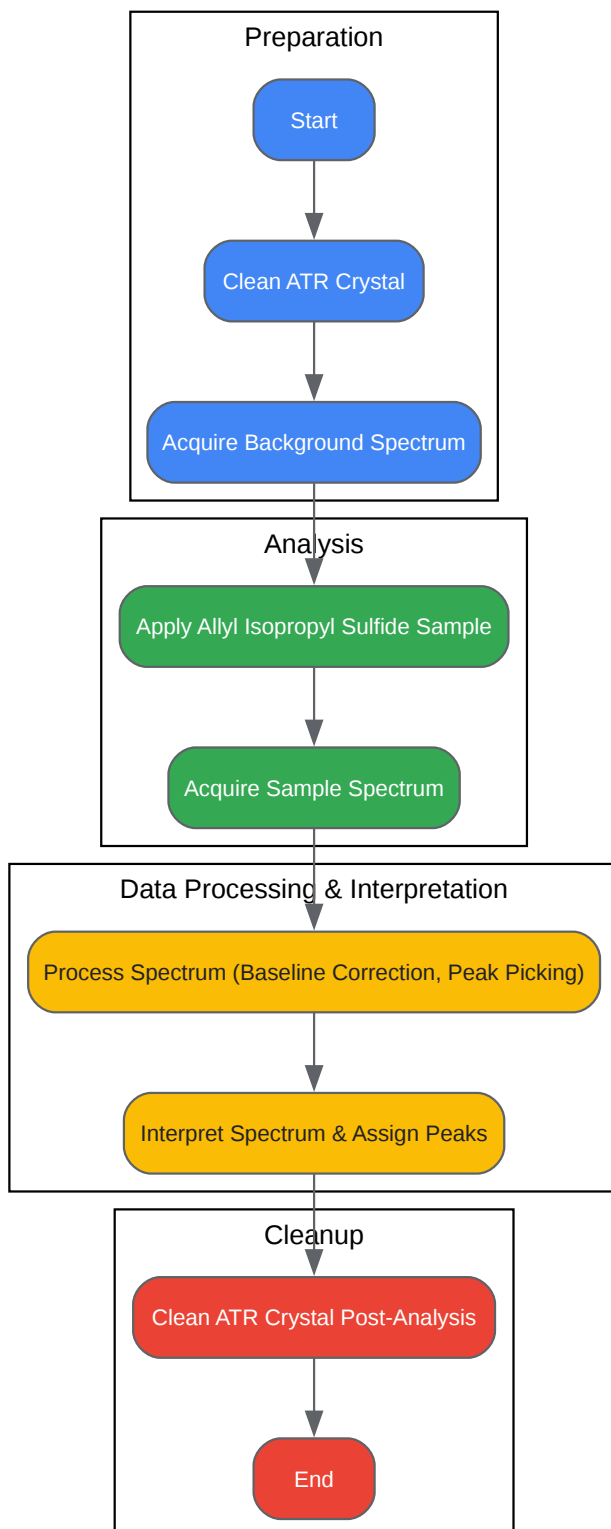 Preparation
Start
Clean ATR Crystal
Acquire Background Spectrum
Analysis
Apply Allyl Isopropyl Sulfide Sample
Acquire Sample Spectrum
Data Processing & Interpretation
Process Spectrum (Baseline Correction, Peak Picking)
Interpret Spectrum & Assign Peaks
Cleanup
Clean ATR Crystal Post-Analysis
End